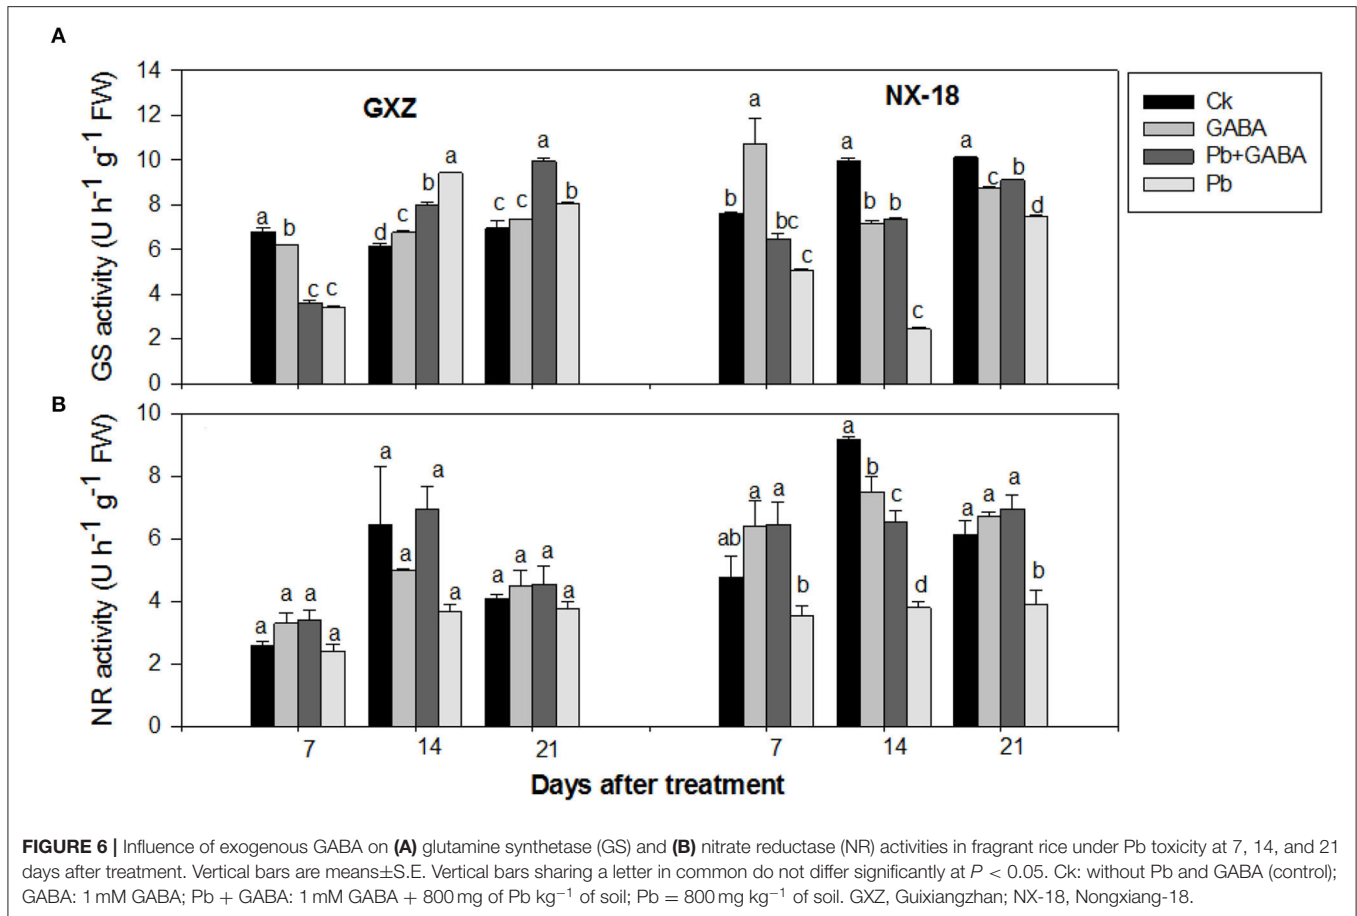 A
14
12
10
8
6
4
2
0
GS activity (U h⁻¹ g⁻¹ FW)
GXZ
NX-18
a b c c
d c b a
c c a b
b a bc c
a b b c
a c b d
Ck
GABA
Pb+GABA
Pb
B
10
8
6
4
2
0
NR activity (U h⁻¹ g⁻¹ FW)
a a a a
a a a a
a a a a
ab a a b
a b c d
a a a b
7 14 21 7 14 21
Days after treatment
FIGURE 6 | Influence of exogenous GABA on (A) glutamine synthetase (GS) and (B) nitrate reductase (NR) activities in fragrant rice under Pb toxicity at 7, 14, and 21
days after treatment. Vertical bars are means±S.E. Vertical bars sharing a letter in common do not differ significantly at P < 0.05. Ck: without Pb and GABA (control);
GABA: 1 mM GABA; Pb + GABA: 1 mM GABA + 800 mg of Pb kg⁻¹ of soil; Pb = 800 mg kg⁻¹ of soil. GXZ, Guixiangzhan; NX-18, Nongxiang-18.